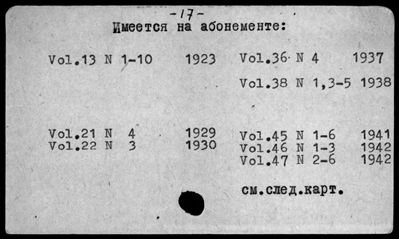 -17-
Имеется на абонементе:
Vol.13 N 1-10 1923
Vol.21 N 4 1929
Vol.22 N 3 1930
Vol.36 N 4 1937
Vol.38 N 1,3-5 1938
Vol.45 N 1-6 1941
Vol.46 N 1-3 1942
Vol.47 N 2-6 1942
см.след.карт.